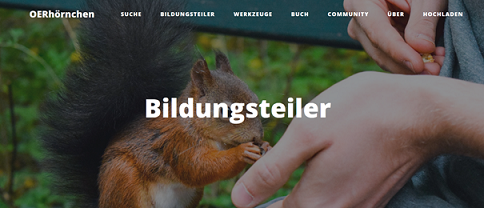 OERhörnchen SUCHE BILDUNGSTEILER WERKZEUGE BUCH COMMUNITY ÜBER HOCHLADEN
Bildungsteiler